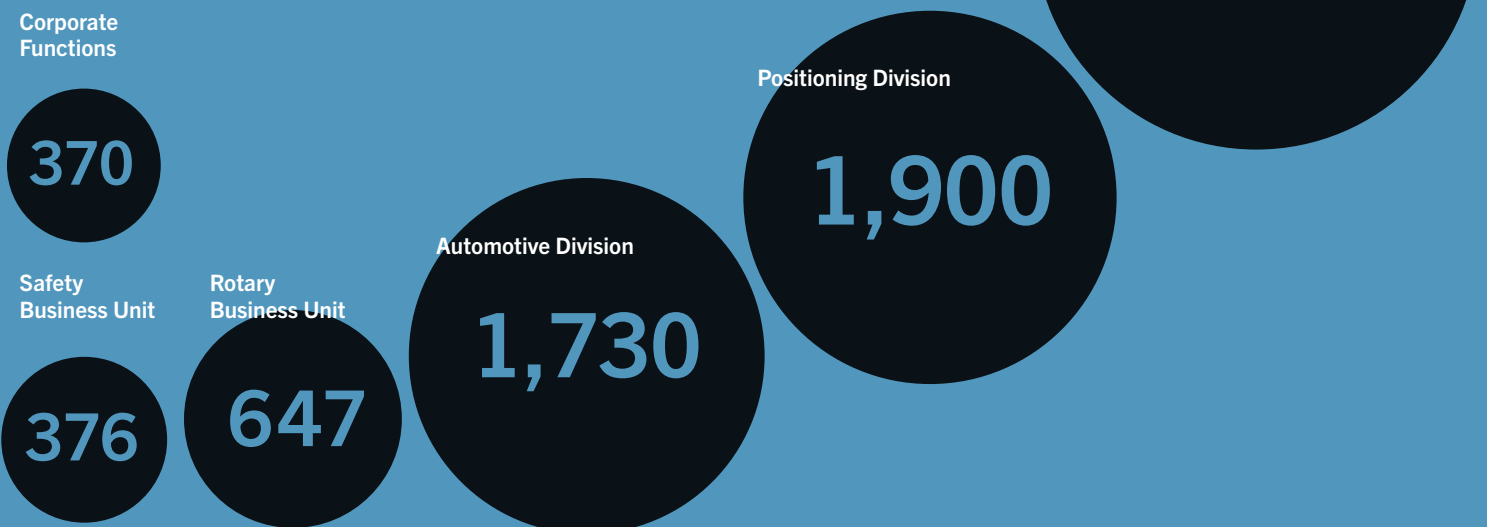 Corporate
Functions
370
Positioning Division
1,900
Automotive Division
1,730
Safety
Business Unit
376
Rotary
Business Unit
647